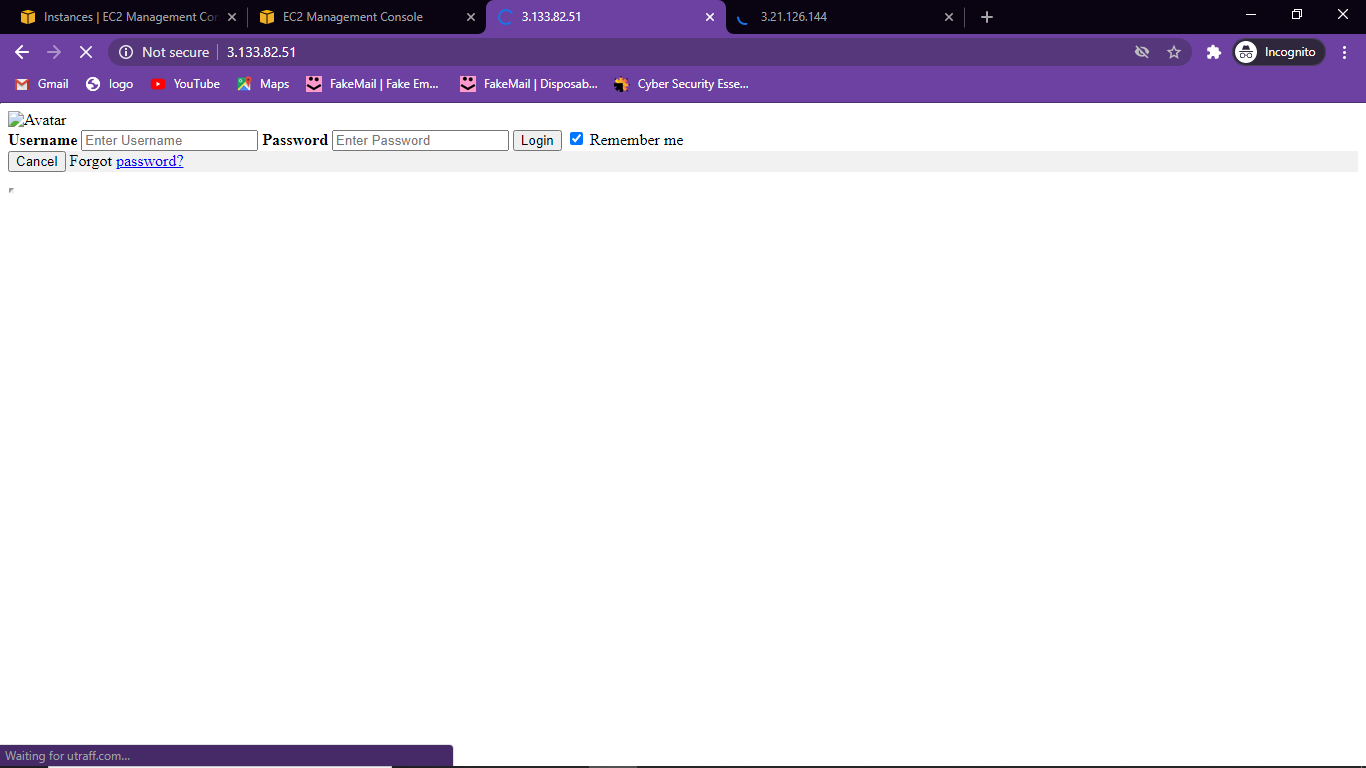 Instances | EC2 Management Cor
EC2 Management Console
3.133.82.51
3.21.126.144
Not secure
3.133.82.51
Incognito
Gmail
logo
YouTube
Maps
FakeMail | Fake Em...
FakeMail | Disposab...
Cyber Security Esse...
Avatar
Username Enter Username Password Enter Password Login Remember me
Cancel Forgot password?
Waiting for utraff.com...